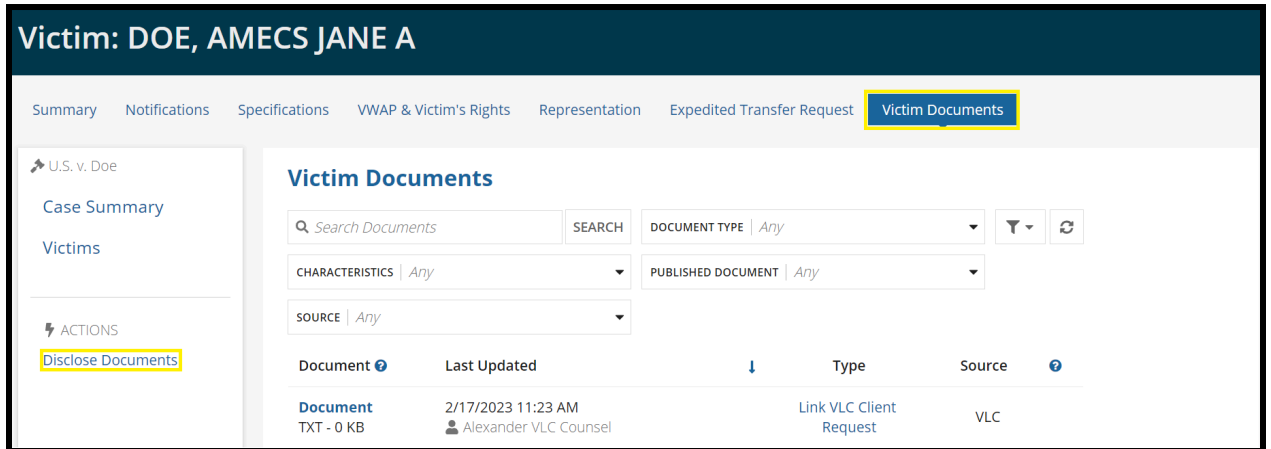 Victim: DOE, AMECS JANE A
Summary Notifications Specifications VWAP & Victim's Rights Representation Expedited Transfer Request Victim Documents
U.S. v. Doe
Case Summary
Victims
ACTIONS
Disclose Documents
Victim Documents
Search Documents SEARCH DOCUMENT TYPE Any
CHARACTERISTICS Any PUBLISHED DOCUMENT Any
SOURCE Any
Document Last Updated Type Source
Document 2/17/2023 11:23 AM Link VLC Client VLC
TXT - 0 KB Alexander VLC Counsel Request